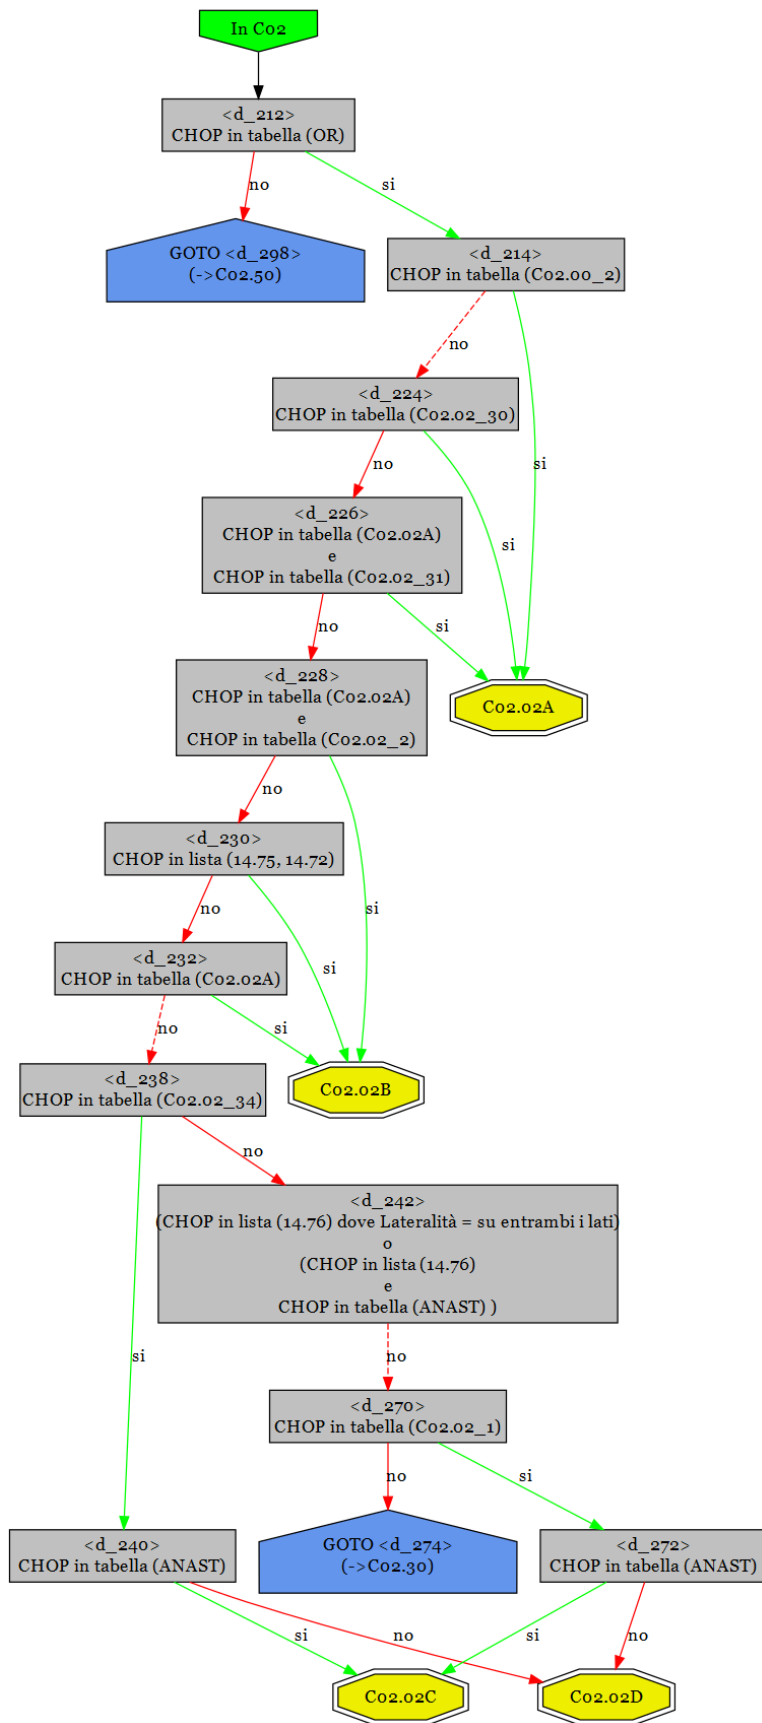 In C02
<d_212>
CHOP in tabella (OR)
no
si
GOTO <d_298>
(->C02.50)
<d_214>
CHOP in tabella (C02.00_2)
no
<d_224>
CHOP in tabella (C02.02_30)
si
no
<d_226>
CHOP in tabella (C02.02A)
e
CHOP in tabella (C02.02_31)
si
no
si
<d_228>
CHOP in tabella (C02.02A)
e
CHOP in tabella (C02.02_2)
C02.02A
no
<d_230>
CHOP in lista (14.75, 14.72)
si
no
<d_232>
CHOP in tabella (C02.02A)
si
no
si
<d_238>
CHOP in tabella (C02.02_34)
C02.02B
no
<d_242>
(CHOP in lista (14.76) dove Lateralità = su entrambi i lati)
o
(CHOP in lista (14.76)
e
CHOP in tabella (ANAST) )
si
no
<d_270>
CHOP in tabella (C02.02_1)
no
si
<d_240>
CHOP in tabella (ANAST)
GOTO <d_274>
(->C02.30)
<d_272>
CHOP in tabella (ANAST)
si
no
si
no
C02.02C
C02.02D